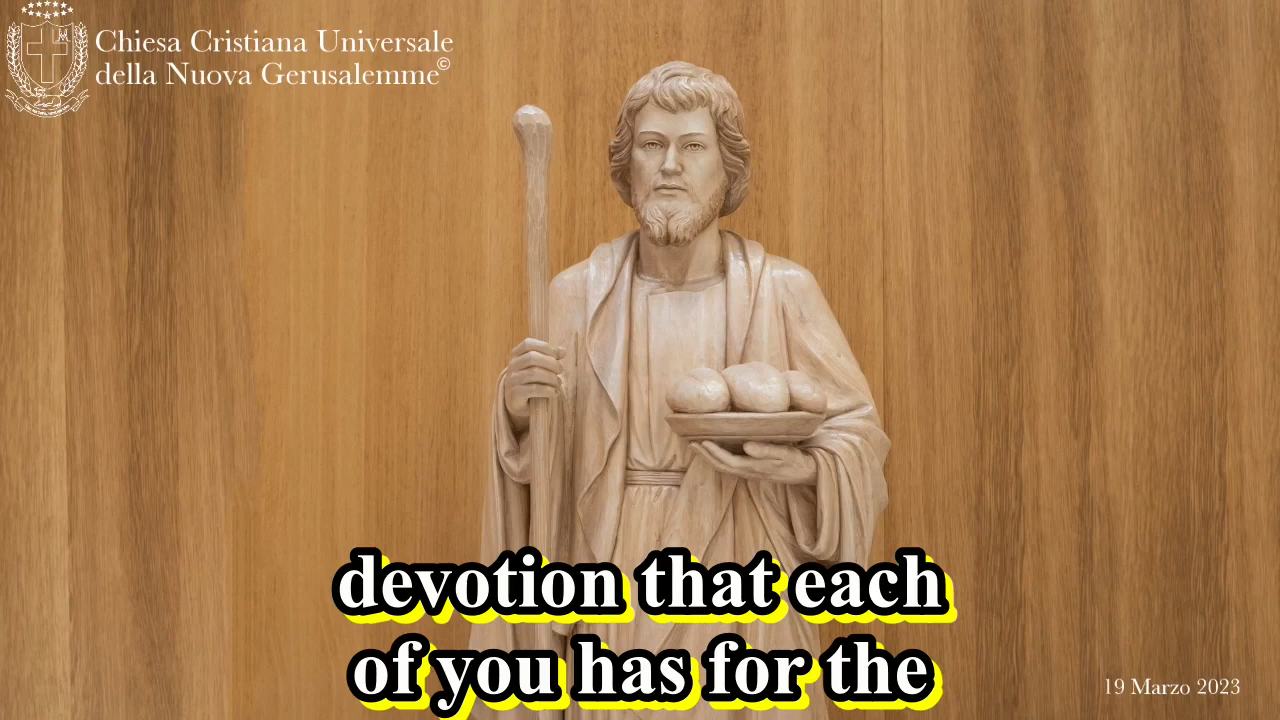 Chiesa Cristiana Universale
della Nuova Gerusalemme©
devotion that each
of you has for the
19 Marzo 2023